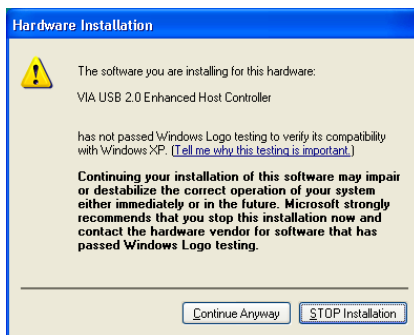 Hardware Installation
The software you are installing for this hardware:
VIA USB 2.0 Enhanced Host Controller
has not passed Windows Logo testing to verify its compatibility
with Windows XP. (Tell me why this testing is important.)
Continuing your installation of this software may impair
or destabilize the correct operation of your system
either immediately or in the future. Microsoft strongly
recommends that you stop this installation now and
contact the hardware vendor for software that has
passed Windows Logo testing.
Continue Anyway STOP Installation